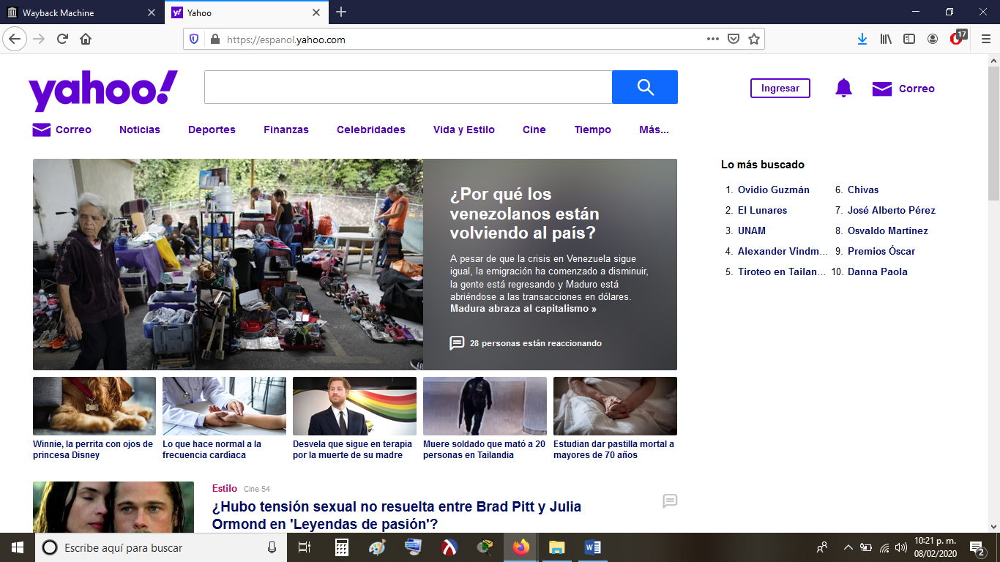 Wayback Machine
Yahoo
https://espanol.yahoo.com
17
yahoo!
Ingresar
Correo
Correo Noticias Deportes Finanzas Celebridades Vida y Estilo Cine Tiempo Más...
¿Por qué los
venezolanos están
volviendo al país?
A pesar de que la crisis en Venezuela sigue
igual, la emigración ha comenzado a disminuir,
la gente está regresando y Maduro está
abriéndose a las transacciones en dólares.
Madura abraza al capitalismo »
28 personas están reaccionando
Lo más buscado
1. Ovidio Guzmán
2. El Lunares
3. UNAM
4. Alexander Vindm...
5. Tiroteo en Tailan...
6. Chivas
7. José Alberto Pérez
8. Osvaldo Martínez
9. Premios Óscar
10. Danna Paola
Winnie, la perrita con ojos de
princesa Disney
Lo que hace normal a la
frecuencia cardíaca
Desvela que sigue en terapia
por la muerte de su madre
Muere soldado que mató a 20
personas en Tailandia
Estudian dar pastilla mortal a
mayores de 70 años
Estilo Cine 54
¿Hubo tensión sexual no resuelta entre Brad Pitt y Julia
Ormond en 'Leyendas de pasión'?
Escribe aquí para buscar
10:21 p. m.
08/02/2020
2